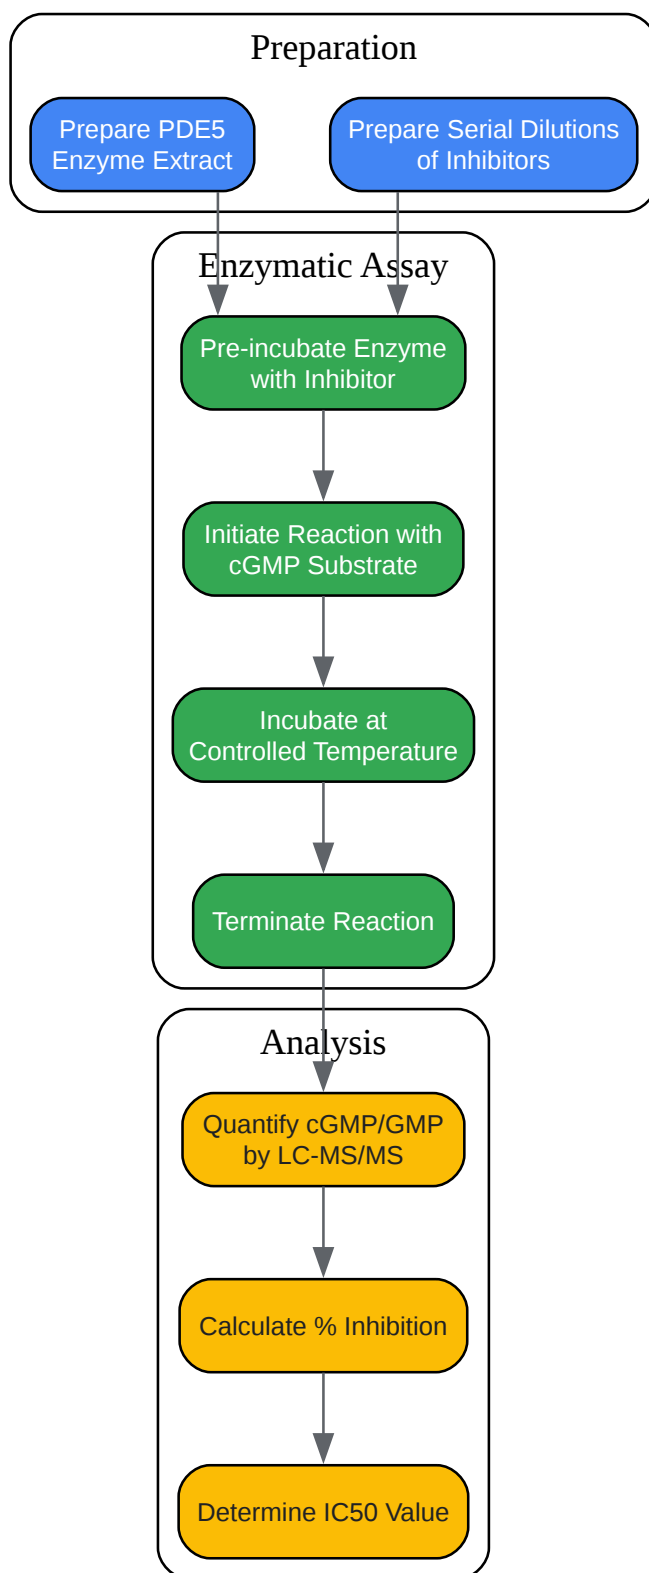 Preparation
Prepare PDE5
Enzyme Extract
Prepare Serial Dilutions
of Inhibitors
Enzymatic Assay
Pre-incubate Enzyme
with Inhibitor
Initiate Reaction with
cGMP Substrate
Incubate at
Controlled Temperature
Terminate Reaction
Analysis
Quantify cGMP/GMP
by LC-MS/MS
Calculate % Inhibition
Determine IC50 Value